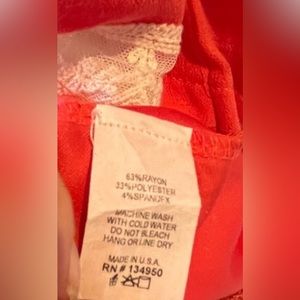 63%RAYON
33%POLYESTER
4%SPANDEX
MACHINE WASH
WITH COLD WATER
DO NOT BLEACH
HANG OR LINE DRY
MADE IN U.S.A.
RN # 134950